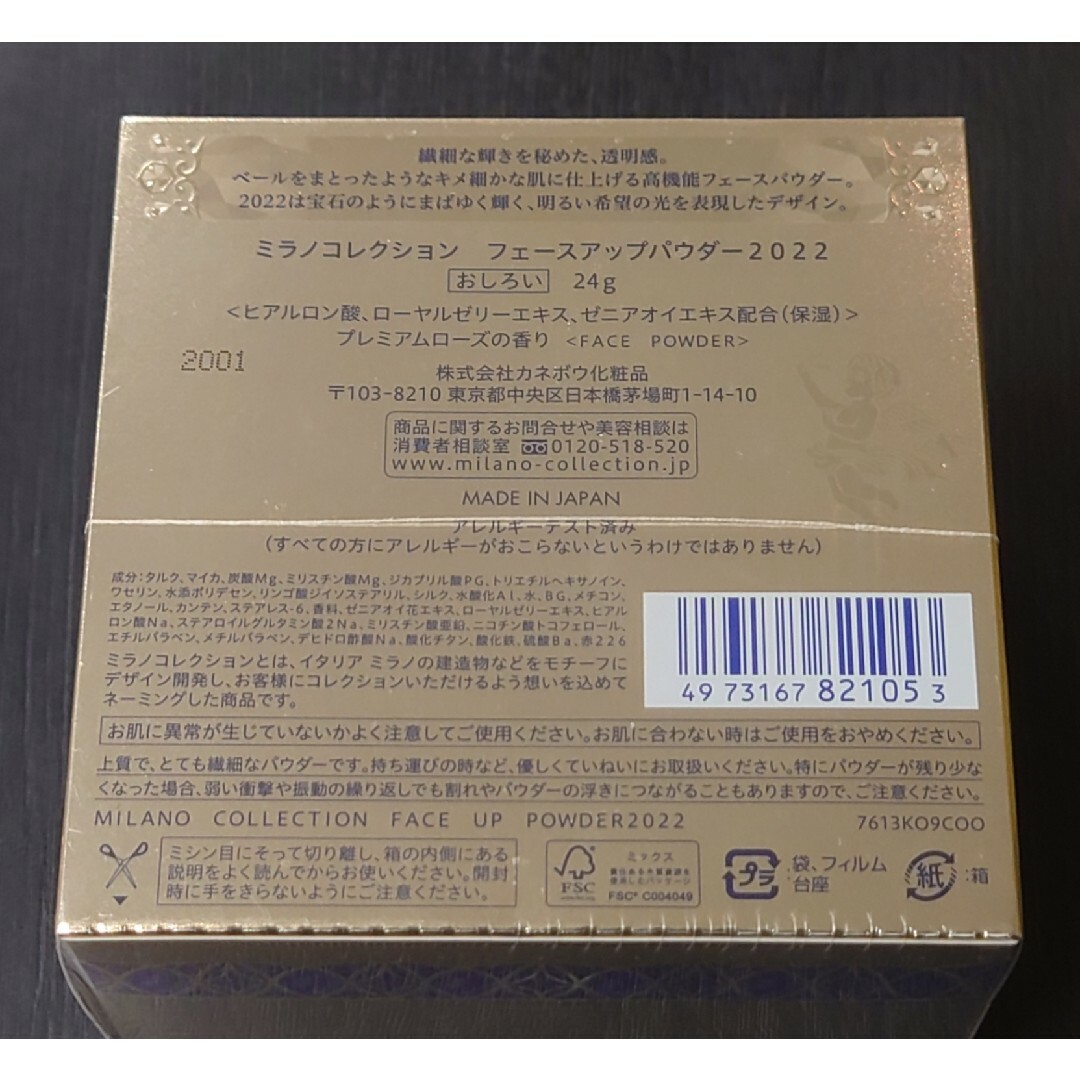 繊細な輝きを秘めた、透明感。
ベールをまとったようなキメ細かな肌に仕上げる高機能フェースパウダー。
2022は宝石のようにまばゆく輝く、明るい希望の光を表現したデザイン。
ミラノコレクション　フェースアップパウダー2022
おしろい　24g
<ヒアルロン酸、ローヤルゼリーエキス、ゼニアオイエキス配合(保湿)>
プレミアムローズの香り <FACE POWDER>
2001
株式会社カネボウ化粧品
〒103-8210 東京都中央区日本橋茅場町1-14-10
商品に関するお問合せや美容相談は
消費者相談室 0120-518-520
www.milano-collection.jp
MADE IN JAPAN
アレルギーテスト済み
(すべての方にアレルギーがおこらないというわけではありません)
成分:タルク、マイカ、炭酸Mg、ミリスチン酸Mg、ジカプリル酸PG、トリエチルヘキサノイン、
ワセリン、水添ポリデセン、リンゴ酸ジイソステアリル、シルク、水酸化Al、水、BG、メチコン、
エタノール、カンテン、ステアレス-6、香料、ゼニアオイ花エキス、ローヤルゼリーエキス、ヒアル
ロン酸Na、ステアロイルグルタミン酸2Na、ミリスチン酸亜鉛、ニコチン酸トコフェロール、
エチルパラベン、メチルパラベン、デヒドロ酢酸Na、酸化チタン、酸化鉄、硫酸Ba、赤226
ミラノコレクションとは、イタリア ミラノの建造物などをモチーフに
デザイン開発し、お客様にコレクションいただけるよう想いを込めて
ネーミングした商品です。
4973167821053
お肌に異常が生じていないかよく注意してご使用ください。お肌に合わない時はご使用をおやめください。
上質で、とても繊細なパウダーです。持ち運びの時など、優しくていねいにお取扱いください。特にパウダーが残り少な
くなった場合、弱い衝撃や振動の繰り返しでも割れやパウダーの浮きにつながることもありますので、ご注意ください。
MILANO COLLECTION FACE UP POWDER2022
7613KO9COO
ミシン目にそって切り離し、箱の内側にある
説明をよく読んでからお使いください。開封
時に手をきらないようにご注意ください。
FSC
ミックス
責任ある木質資源を
使用したパッケージ
FSC® C004049
プラ
:袋、フィルム
台座
紙 :箱